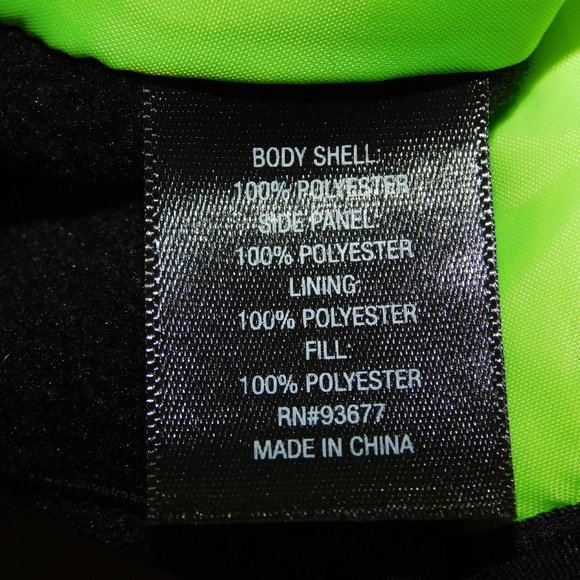 BODY SHELL:
100% POLYESTER
SIDE PANEL:
100% POLYESTER
LINING:
100% POLYESTER
FILL:
100% POLYESTER
RN#93677
MADE IN CHINA